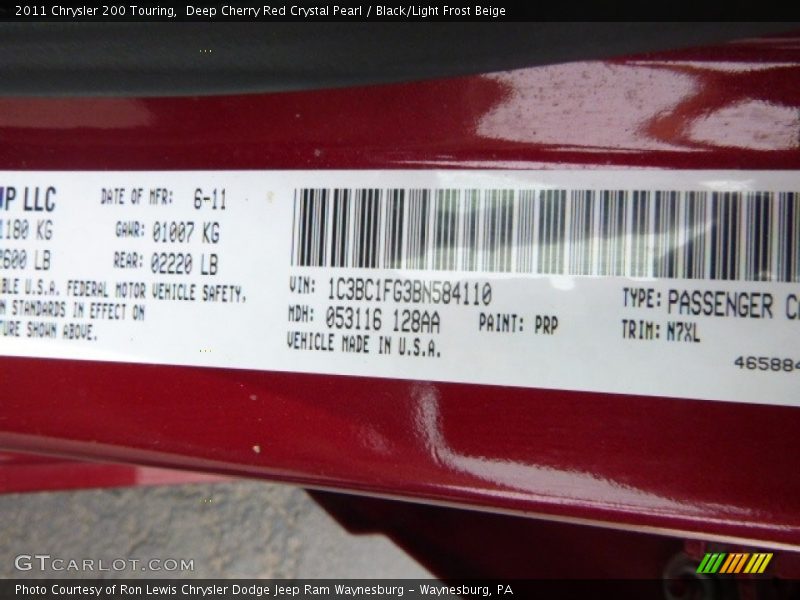 2011 Chrysler 200 Touring,  Deep Cherry Red Crystal Pearl / Black/Light Frost Beige
P LLC DATE OF MFR: 6-11
1180 KG GAWR: 01007 KG
2600 LB REAR: 02220 LB
BLE U.S.A. FEDERAL MOTOR VEHICLE SAFETY,
N STANDARDS IN EFFECT ON
TURE SHOWN ABOVE.
VIN: 1C3BC1FG3BN584110 TYPE: PASSENGER C
MDH: 053116 128AA PAINT: PRP TRIM: N7XL
VEHICLE MADE IN U.S.A.
465884
GTCARLOT.COM
Photo Courtesy of Ron Lewis Chrysler Dodge Jeep Ram Waynesburg - Waynesburg, PA